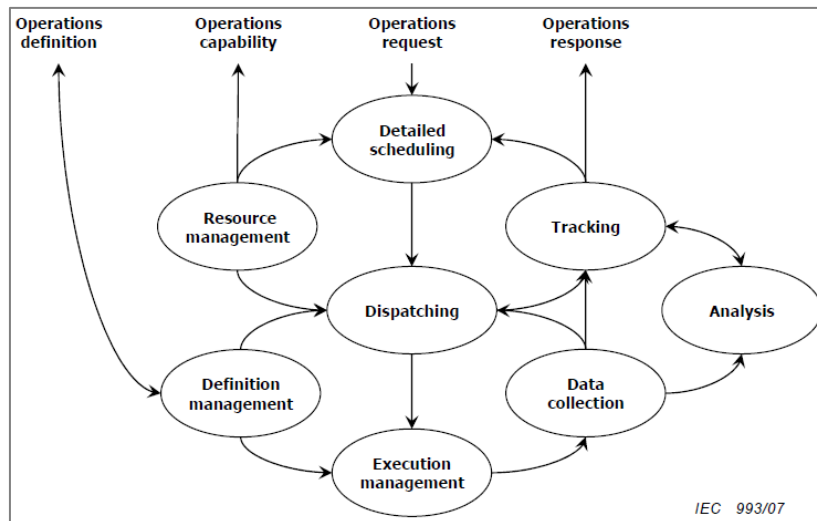 Operations
definition
Operations
capability
Operations
request
Operations
response
Detailed
scheduling
Resource
management
Tracking
Dispatching
Analysis
Definition
management
Data
collection
Execution
management
IEC 993/07